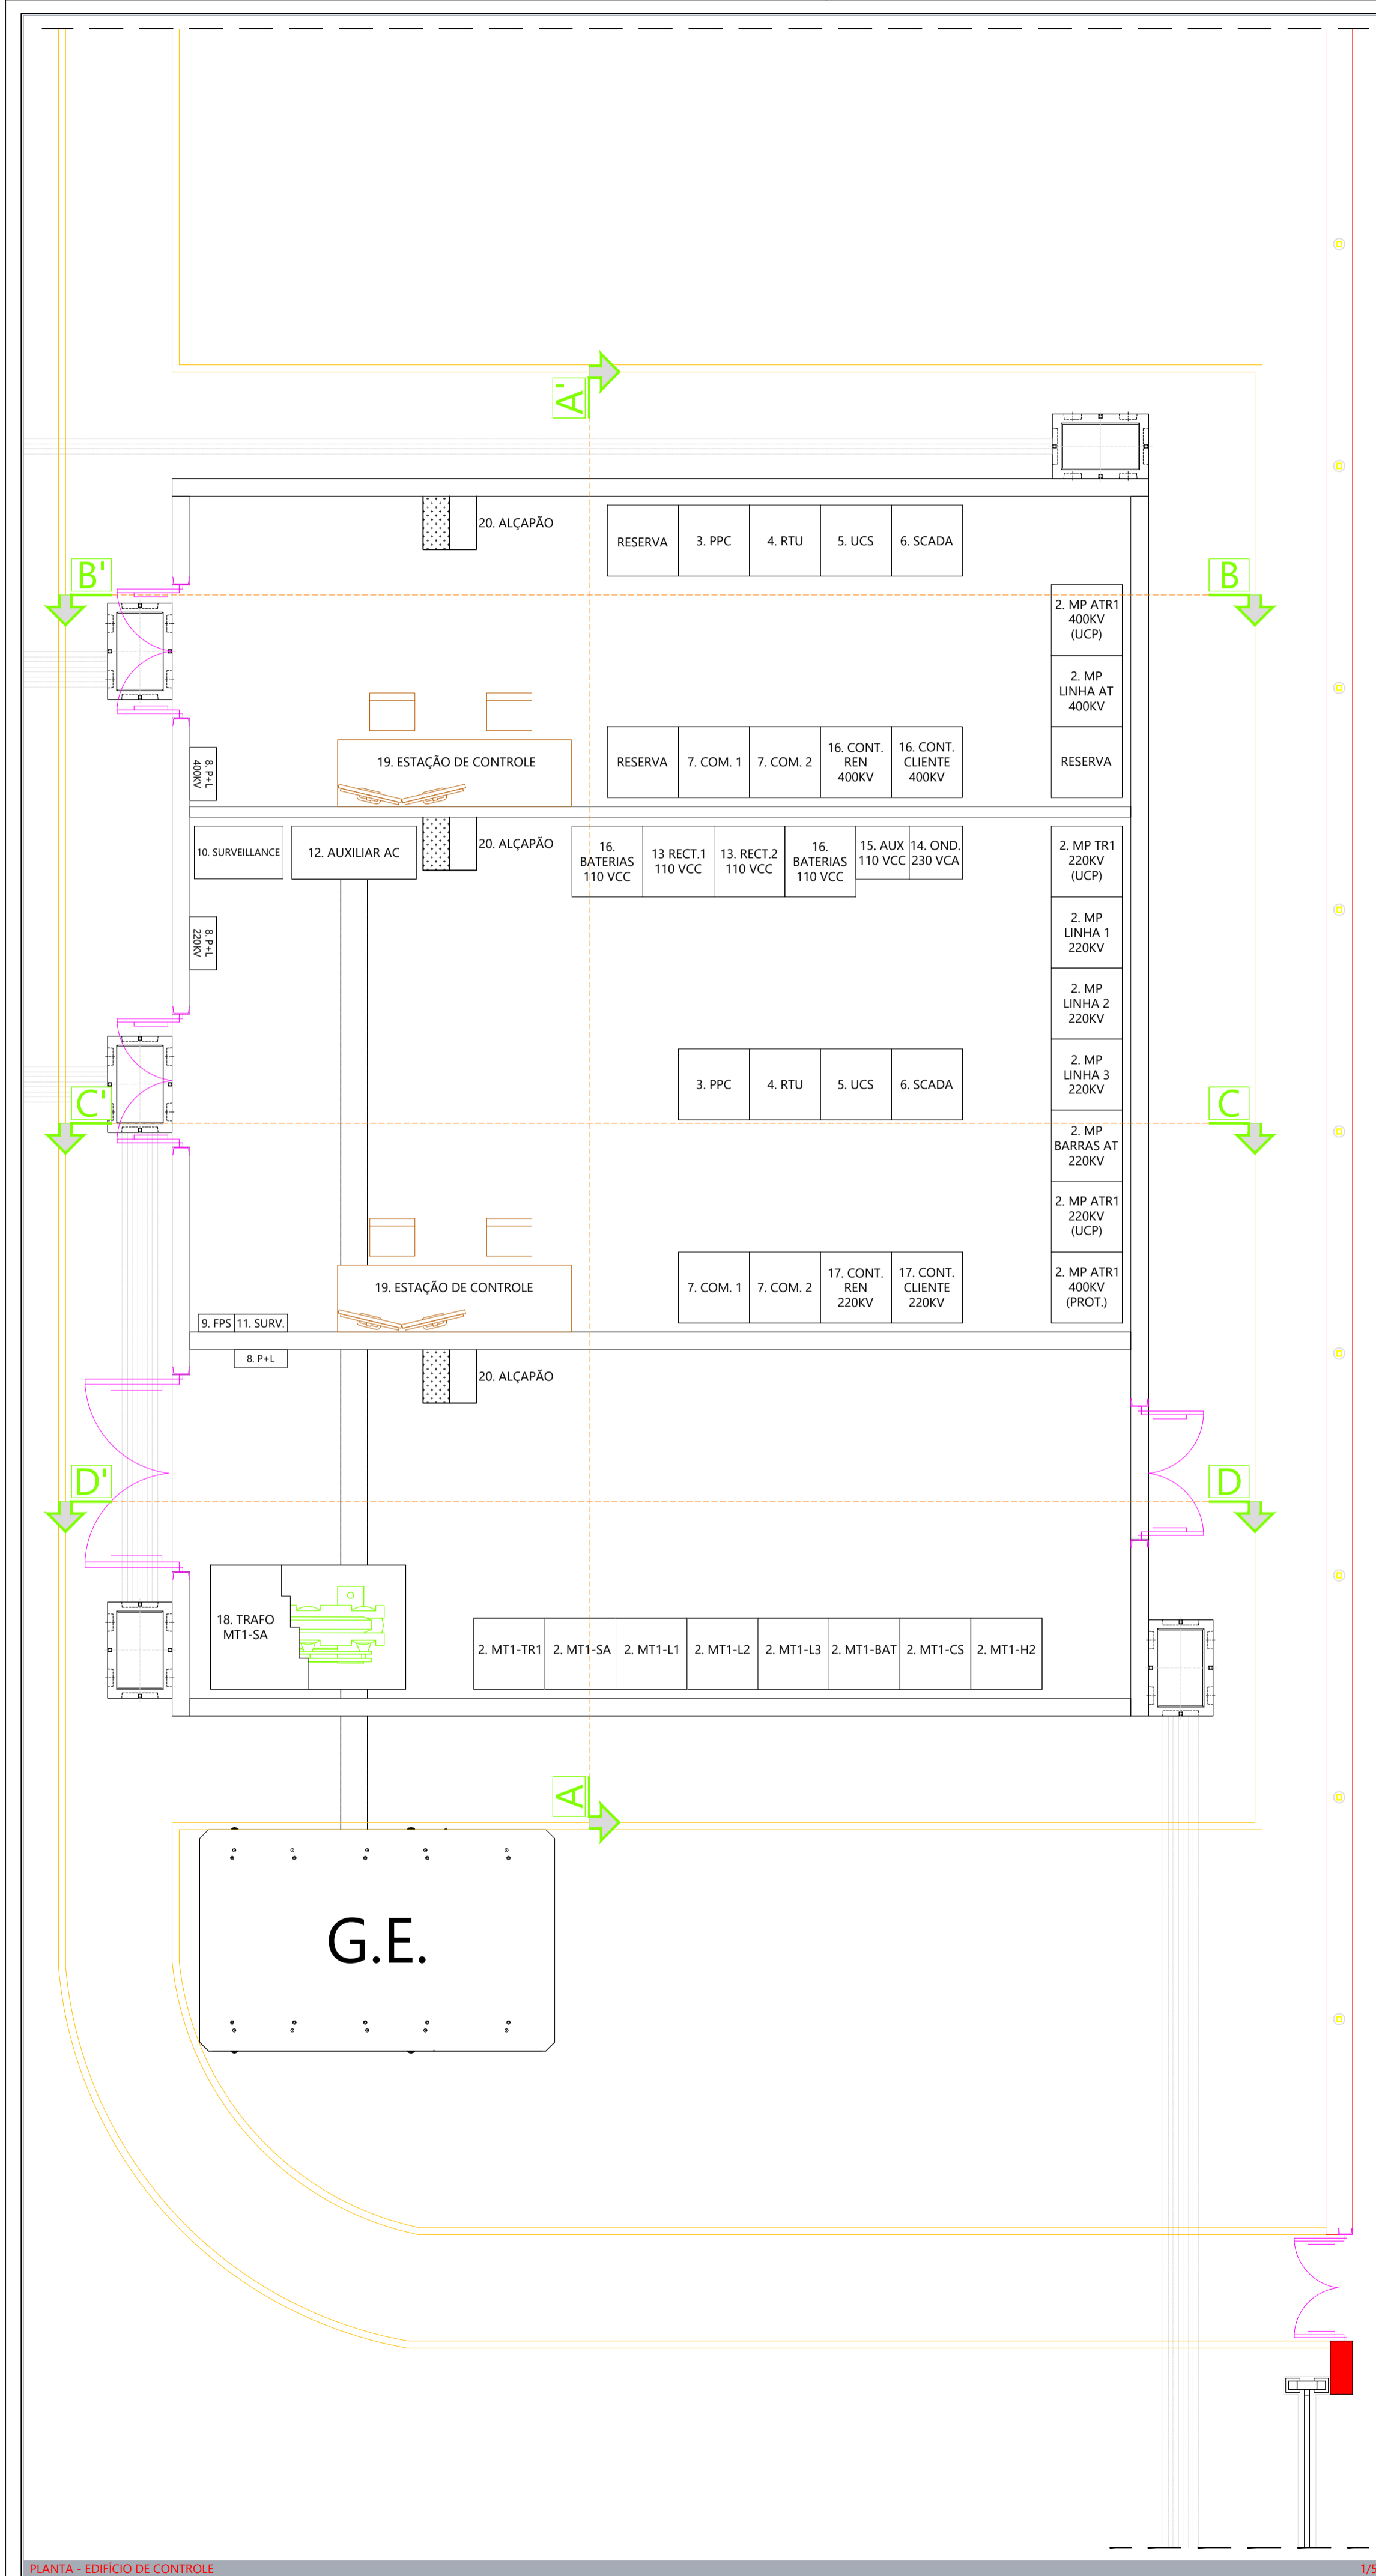 A'
20. ALÇAPÃO
RESERVA
3. PPC
4. RTU
5. UCS
6. SCADA
B'
B
2. MP ATR1
400KV
(UCP)
2. MP
LINHA AT
400KV
RESERVA
19. ESTAÇÃO DE CONTROLE
RESERVA
7. COM. 1
7. COM. 2
16. CONT.
REN
400KV
16. CONT.
CLIENTE
400KV
8. P+L
400KV
10. SURVEILLANCE
12. AUXILIAR AC
20. ALÇAPÃO
16.
BATERIAS
110 VCC
13 RECT.1
110 VCC
13. RECT.2
110 VCC
16.
BATERIAS
110 VCC
15. AUX
110 VCC
14. OND.
230 VCA
2. MP TR1
220KV
(UCP)
8. P+L
220KV
2. MP
LINHA 1
220KV
2. MP
LINHA 2
220KV
2. MP
LINHA 3
220KV
3. PPC
4. RTU
5. UCS
6. SCADA
C'
C
2. MP
BARRAS AT
220KV
2. MP ATR1
220KV
(UCP)
19. ESTAÇÃO DE CONTROLE
7. COM. 1
7. COM. 2
17. CONT.
REN
220KV
17. CONT.
CLIENTE
220KV
2. MP ATR1
400KV
(PROT.)
9. FPS
11. SURV.
8. P+L
20. ALÇAPÃO
D'
D
18. TRAFO
MT1-SA
2. MT1-TR1
2. MT1-SA
2. MT1-L1
2. MT1-L2
2. MT1-L3
2. MT1-BAT
2. MT1-CS
2. MT1-H2
A
G.E.
PLANTA - EDIFÍCIO DE CONTROLE
1/5